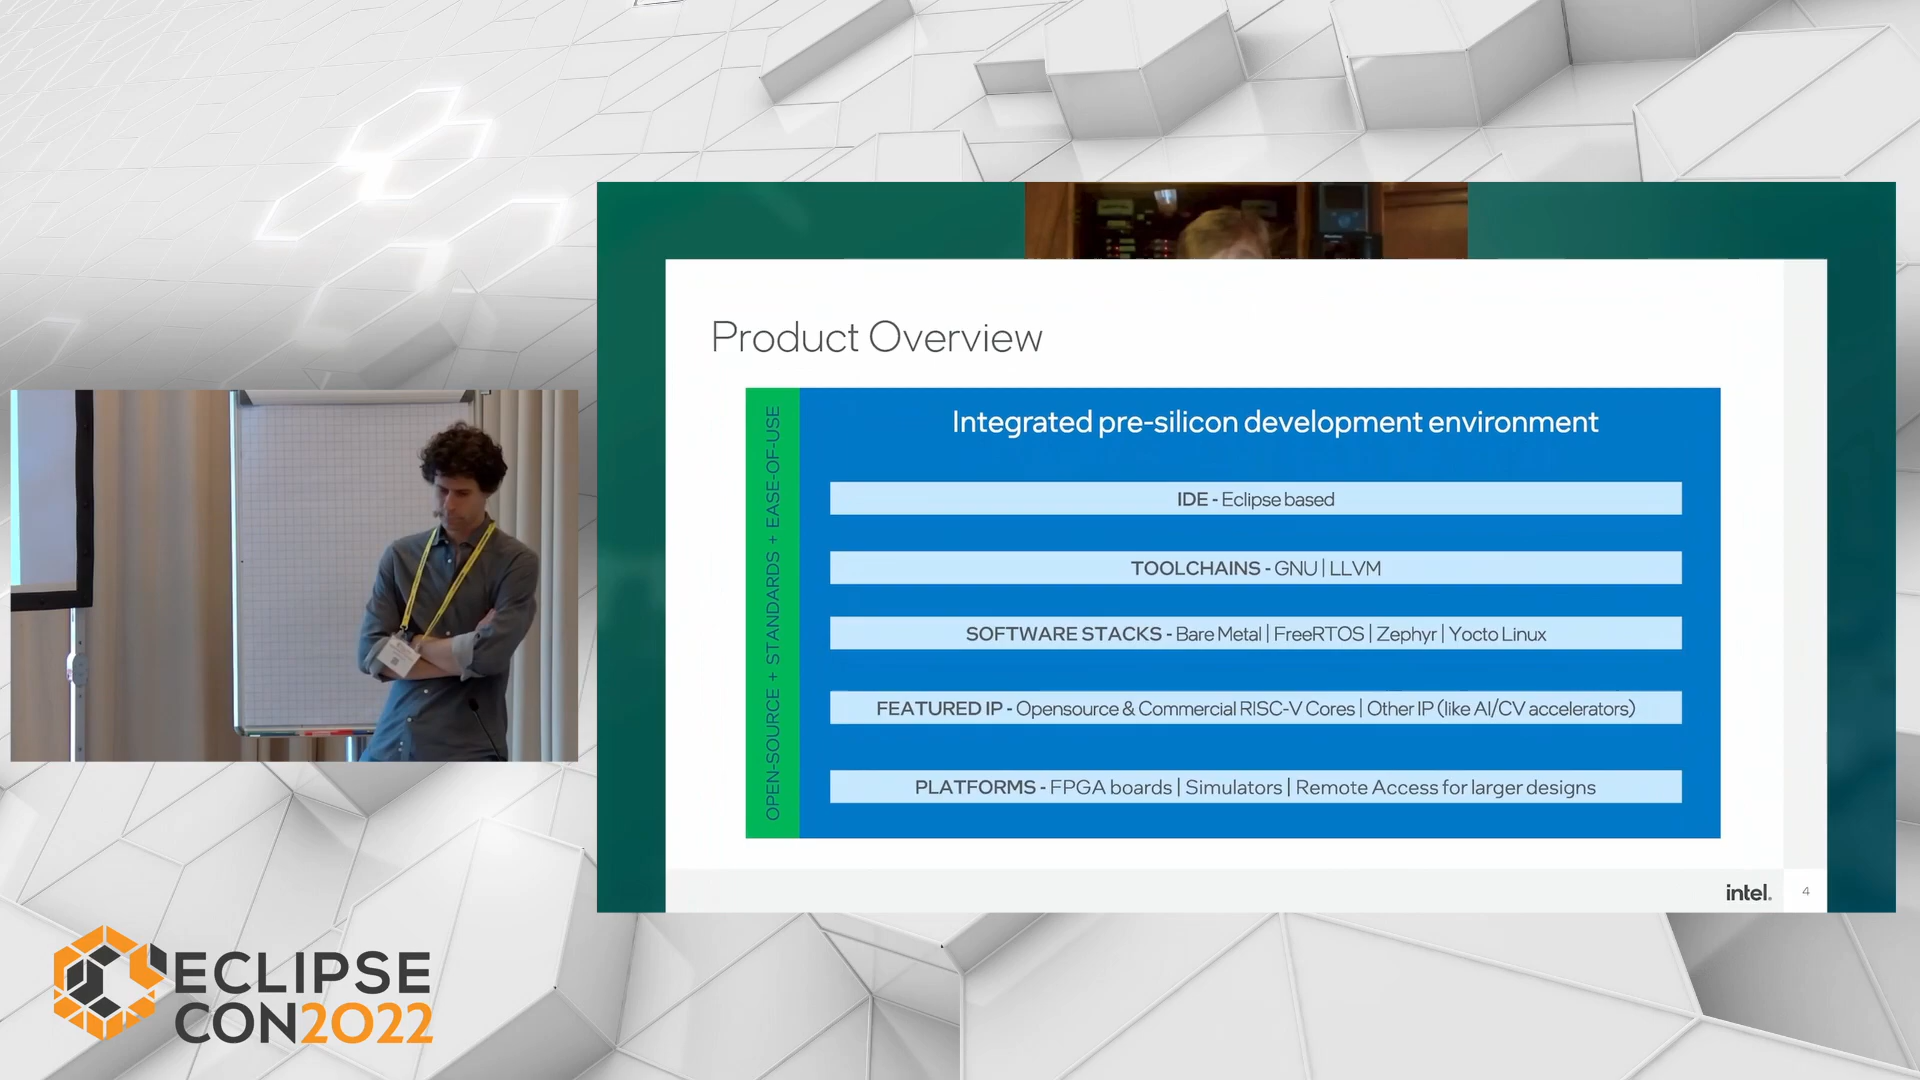 Product Overview
OPEN-SOURCE + STANDARDS + EASE-OF-USE
Integrated pre-silicon development environment
IDE - Eclipse based
TOOLCHAINS - GNU | LLVM
SOFTWARE STACKS - Bare Metal | FreeRTOS | Zephyr | Yocto Linux
FEATURED IP - Opensource & Commercial RISC-V Cores | Other IP (like AI/CV accelerators)
PLATFORMS - FPGA boards | Simulators | Remote Access for larger designs
intel.
4
ECLIPSE
CON2022